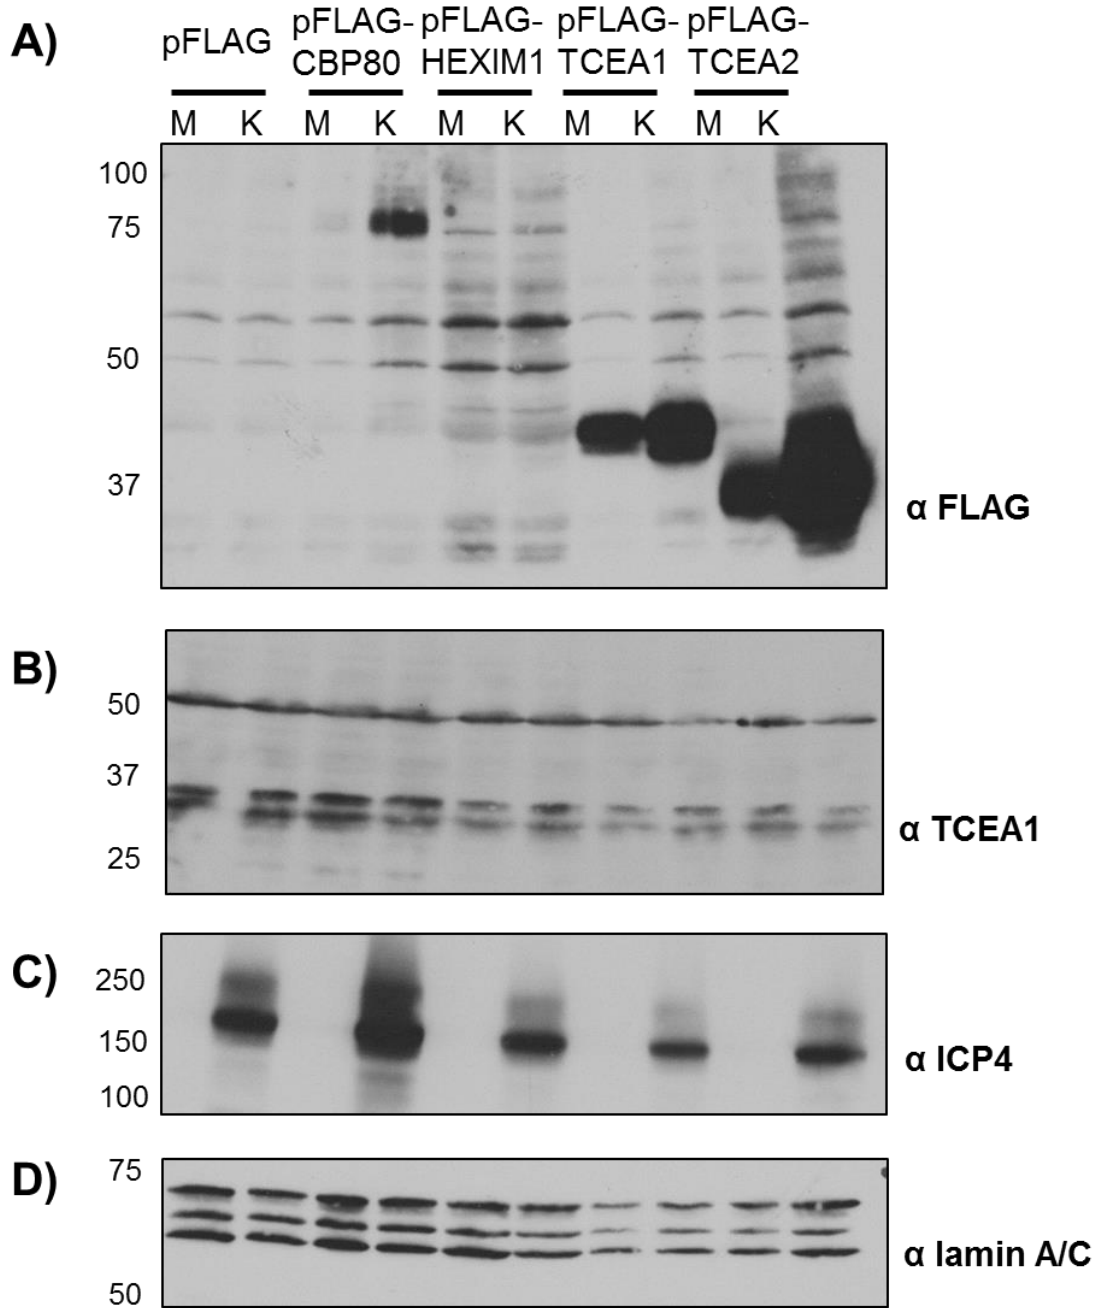 A)
pFLAG
pFLAG-
CBP80
pFLAG-
HEXIM1
pFLAG-
TCEA1
pFLAG-
TCEA2
M K M K M K M K M K
100
75
50
37
α FLAG
B)
50
37
25
α TCEA1
C)
250
150
100
α ICP4
D)
75
50
α lamin A/C